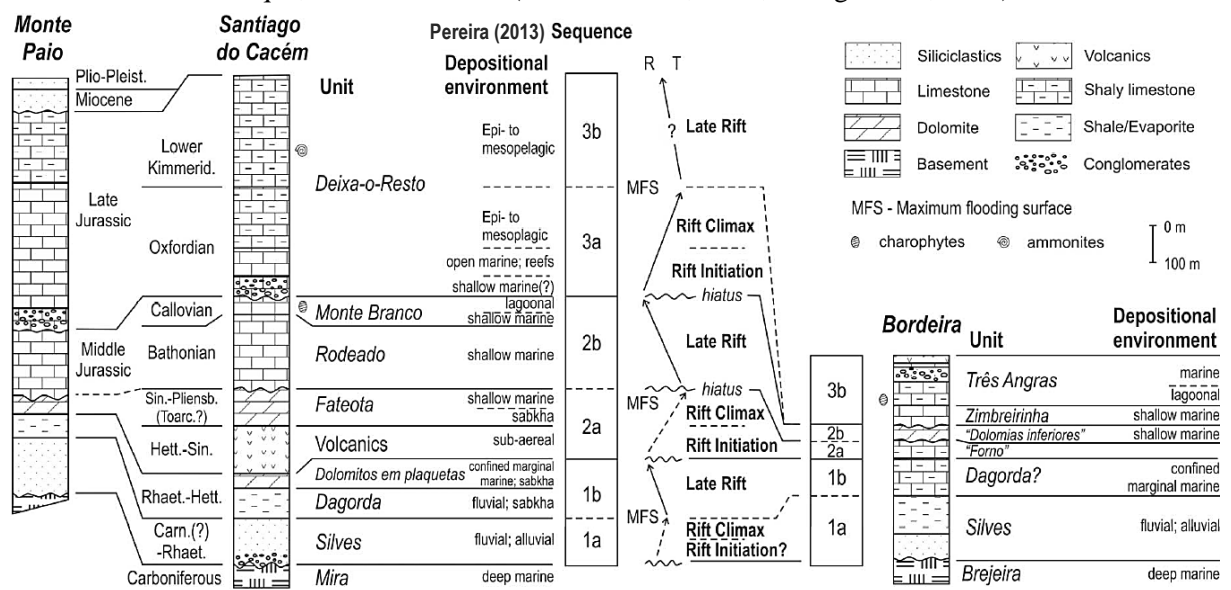 Monte
Paio
Santiago
do Cacém
Pereira (2013) Sequence
Unit
Depositional
environment
R T
Plio-Pleist.
Miocene
Lower
Kimmerid.
Late
Jurassic
Oxfordian
Callovian
Middle
Jurassic
Bathonian
Sin.-Pliensb.
(Toarc.?)
Hett.-Sin.
Rhaet.-Hett.
Carn.(?)
-Rhaet.
Carboniferous
Deixa-o-Resto
Monte Branco
Rodeado
Fateota
Volcanics
Dolomitos em plaquetas
Dagorda
Silves
Mira
Epi- to
mesopelagic
Epi- to
mesoplagic
open marine; reefs
shallow marine(?)
lagoonal
shallow marine
shallow marine
shallow marine
sabkha
sub-aereal
confined marginal
marine; sabkha
fluvial; sabkha
fluvial; alluvial
deep marine
3b
3a
2b
2a
1b
1a
?
Late Rift
MFS
Rift Climax
Rift Initiation
hiatus
Late Rift
hiatus
MFS
Rift Climax
Rift Initiation
Late Rift
MFS
Rift Climax
Rift Initiation?
3b
2b
2a
1b
1a
Siliciclastics
Volcanics
Limestone
Shaly limestone
Dolomite
Shale/Evaporite
Basement
Conglomerates
MFS - Maximum flooding surface
charophytes
ammonites
0 m
100 m
Bordeira
Unit
Depositional
environment
Três Angras
marine
lagoonal
Zimbreirinha
shallow marine
"Dolomias inferiores"
shallow marine
"Forno"
Dagorda?
confined
marginal marine
Silves
fluvial; alluvial
Brejeira
deep marine